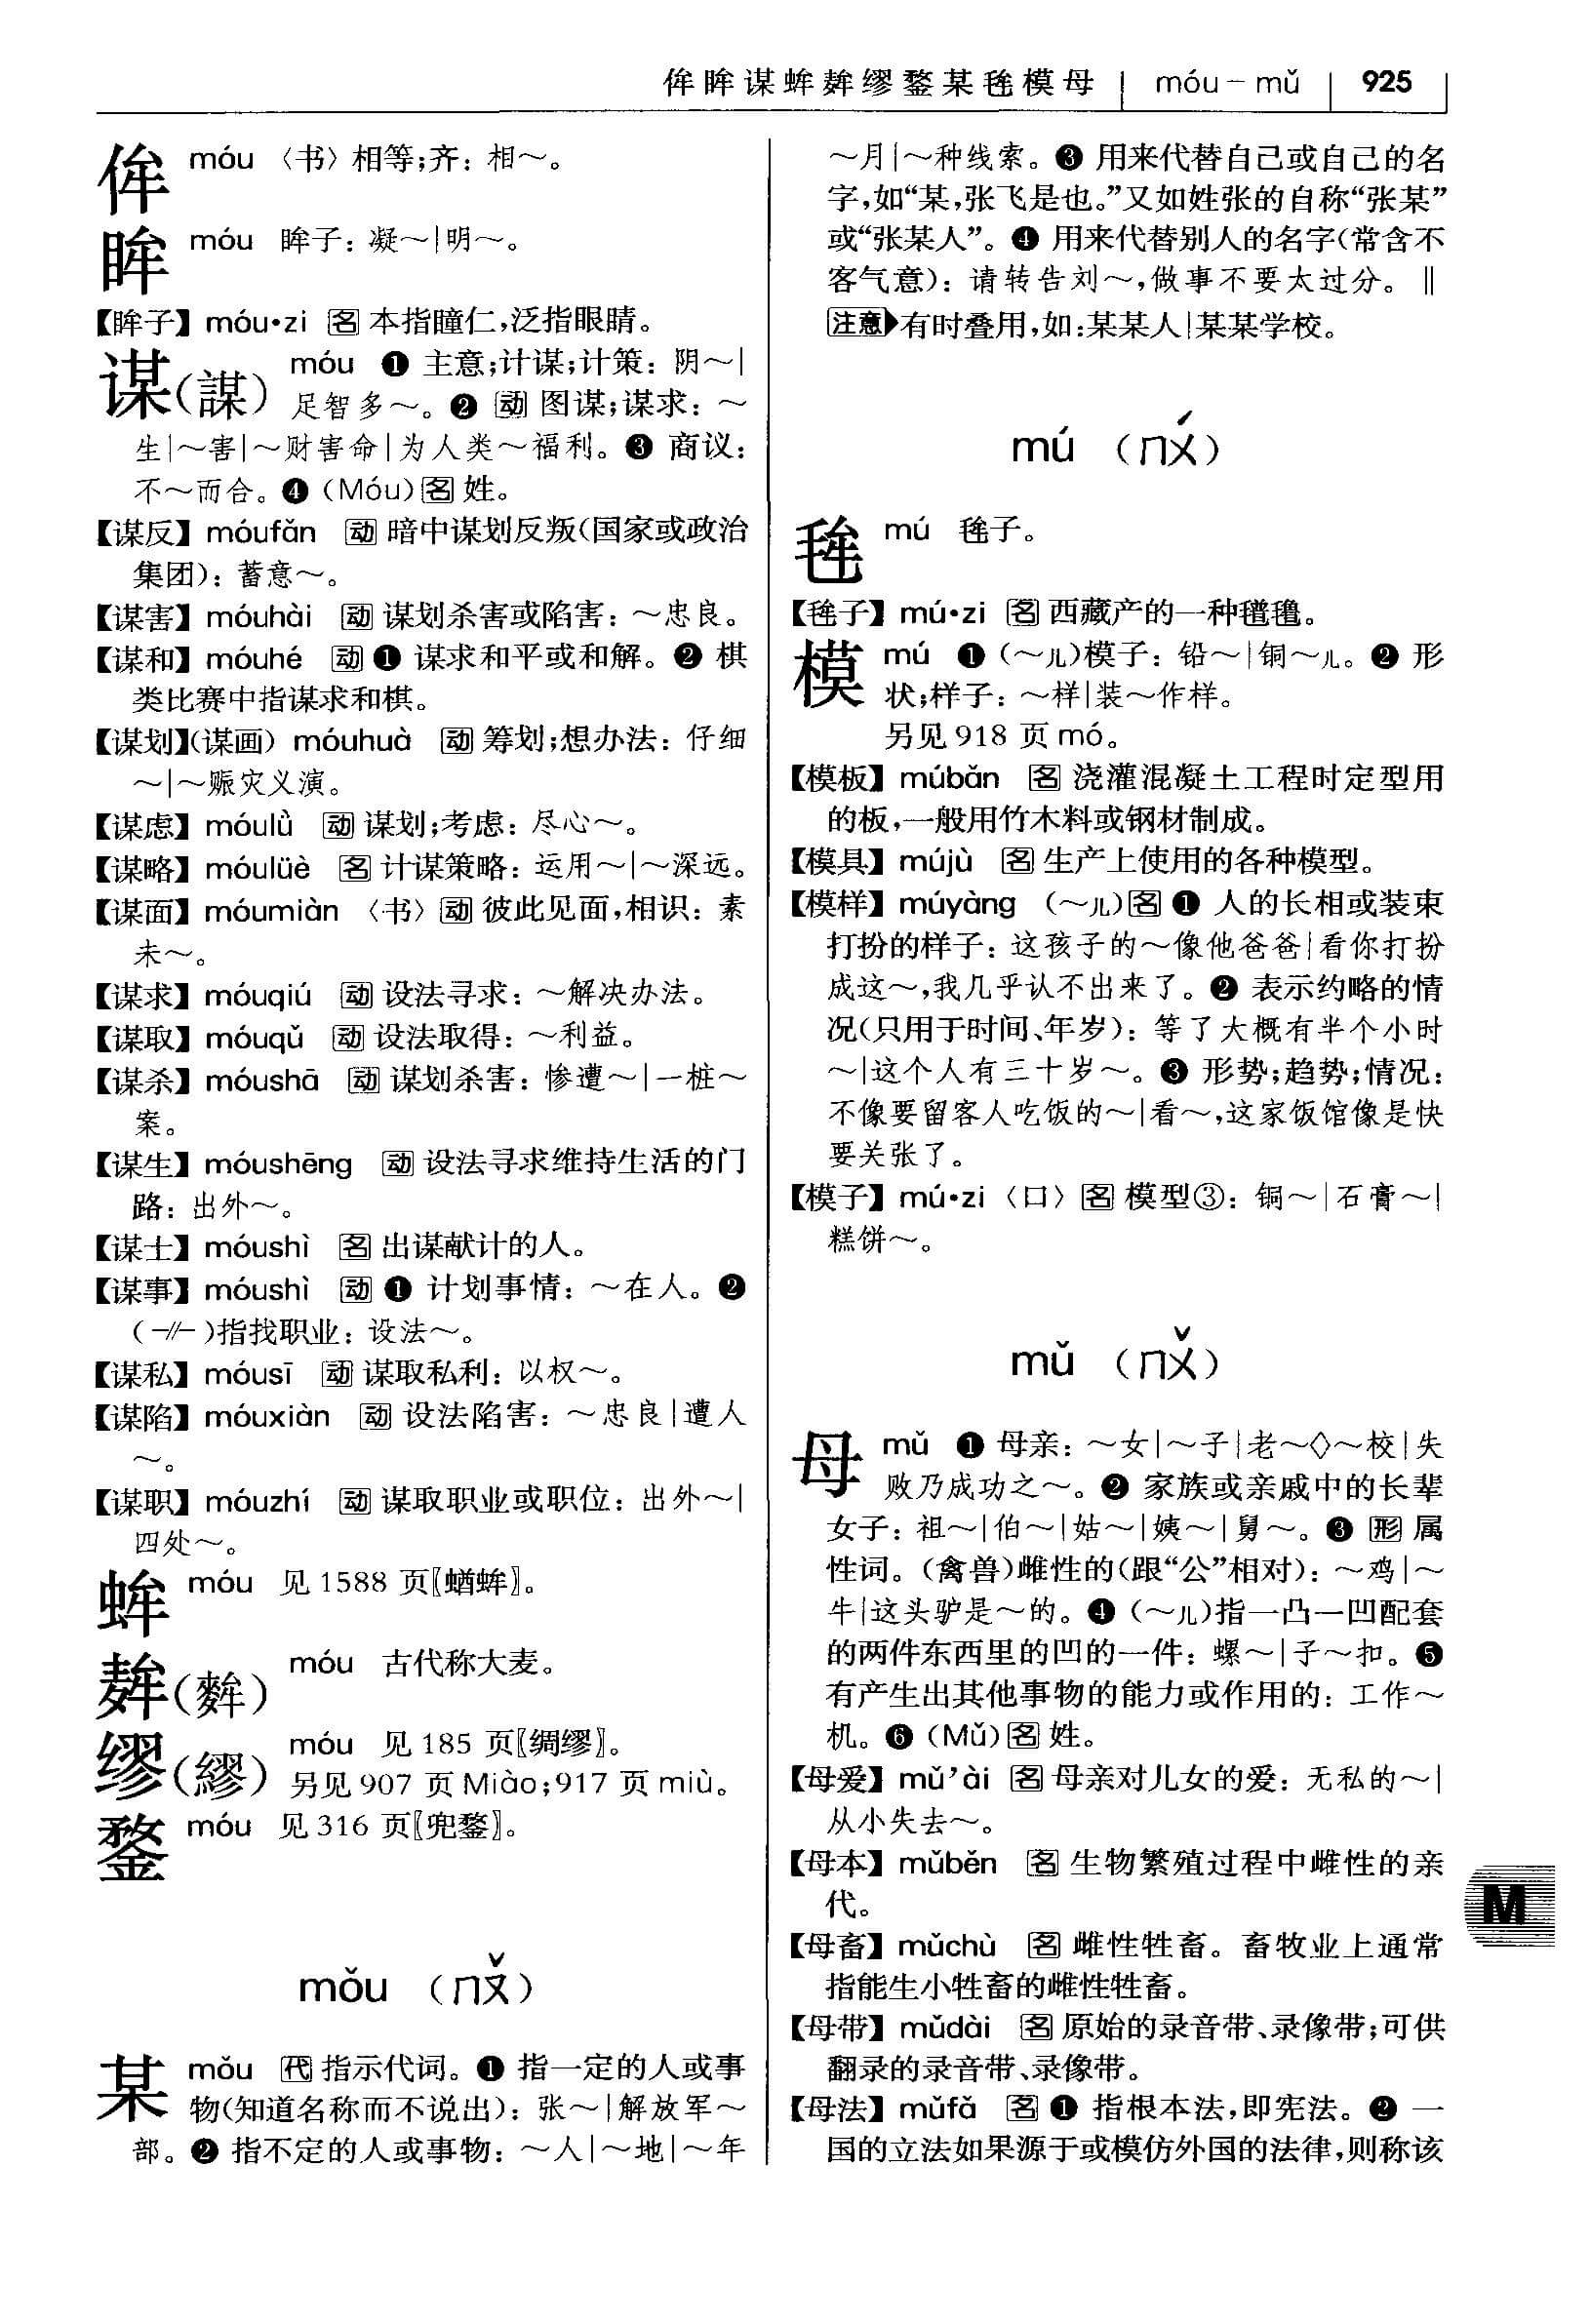 侔眸谋蛑麰缪鍪某毪模母 | móu－mǔ | 925
侔 móu 〈书〉相等;齐：相～。
眸 móu 眸子：凝～|明～。
【眸子】móu•zi 名 本指瞳仁,泛指眼睛。
谋(謀) móu ❶ 主意;计谋;计策：阴～|
足智多～。❷ 动 图谋;谋求：～
生|～害|～财害命|为人类～福利。❸ 商议：
不～而合。❹ (Móu) 名 姓。
【谋反】móufǎn 动 暗中谋划反叛(国家或政治
集团)：蓄意～。
【谋害】móuhài 动 谋划杀害或陷害：～忠良。
【谋和】móuhé 动 ❶ 谋求和平或和解。❷ 棋
类比赛中指谋求和棋。
【谋划】(谋画) móuhuà 动 筹划;想办法：仔细
～|～赈灾义演。
【谋虑】móulǜ 动 谋划;考虑：尽心～。
【谋略】móulüè 名 计谋策略：运用～|～深远。
【谋面】móumiàn 〈书〉动 彼此见面,相识：素
未～。
【谋求】móuqiú 动 设法寻求：～解决办法。
【谋取】móuqǔ 动 设法取得：～利益。
【谋杀】móushā 动 谋划杀害：惨遭～|一桩～
案。
【谋生】móushēng 动 设法寻求维持生活的门
路：出外～。
【谋士】móushì 名 出谋献计的人。
【谋事】móushì 动 ❶ 计划事情：～在人。❷
(－//－)指找职业：设法～。
【谋私】móusī 动 谋取私利：以权～。
【谋陷】móuxiàn 动 设法陷害：～忠良|遭人
～。
【谋职】móuzhí 动 谋取职业或职位：出外～|
四处～。
蛑 móu 见 1588 页〖蝤蛑〗。
麰(麰) móu 古代称大麦。
缪(繆) móu 见 185 页〖绸缪〗。
另见 907 页 Miào;917 页 miù。
鍪 móu 见 316 页〖兜鍪〗。
mǒu (ㄇㄡˇ)
某 mǒu 代 指示代词。❶ 指一定的人或事
物(知道名称而不说出)：张～|解放军～
部。❷ 指不定的人或事物：～人|～地|～年
～月|～种线索。❸ 用来代替自己或自己的名
字,如“某,张飞是也。”又如姓张的自称“张某”
或“张某人”。❹ 用来代替别人的名字(常含不
客气意)：请转告刘～,做事不要太过分。‖
注意 有时叠用,如:某某人|某某学校。
mú (ㄇㄨˊ)
毪 mú 毪子。
【毪子】mú•zi 名 西藏产的一种氆氇。
模 mú ❶ (～儿)模子：铅～|铜～儿。❷ 形
状;样子：～样|装～作样。
另见 918 页 mó。
【模板】múbǎn 名 浇灌混凝土工程时定型用
的板,一般用竹木料或钢材制成。
【模具】mújù 名 生产上使用的各种模型。
【模样】múyàng (～儿) 名 ❶ 人的长相或装束
打扮的样子：这孩子的～像他爸爸|看你打扮
成这～,我几乎认不出来了。❷ 表示约略的情
况(只用于时间、年岁)：等了大概有半个小时
～|这个人有三十岁～。❸ 形势;趋势;情况：
不像要留客人吃饭的～|看～,这家饭馆像是快
要关张了。
【模子】mú•zi 〈口〉名 模型③：铜～|石膏～|
糕饼～。
mǔ (ㄇㄨˇ)
母 mǔ ❶ 母亲：～女|～子|老～◇～校|失
败乃成功之～。❷ 家族或亲戚中的长辈
女子：祖～|伯～|姑～|姨～|舅～。❸ 形 属
性词。(禽兽)雌性的(跟“公”相对)：～鸡|～
牛|这头驴是～的。❹ (～儿)指一凸一凹配套
的两件东西里的凹的一件：螺～|子～扣。❺
有产生出其他事物的能力或作用的：工作～
机。❻ (Mǔ) 名 姓。
【母爱】mǔ’ài 名 母亲对儿女的爱：无私的～|
从小失去～。
【母本】mǔběn 名 生物繁殖过程中雌性的亲
代。
【母畜】mǔchù 名 雌性牲畜。畜牧业上通常
指能生小牲畜的雌性牲畜。
【母带】mǔdài 名 原始的录音带、录像带;可供
翻录的录音带、录像带。
【母法】mǔfǎ 名 ❶ 指根本法,即宪法。❷ 一
国的立法如果源于或模仿外国的法律,则称该
M